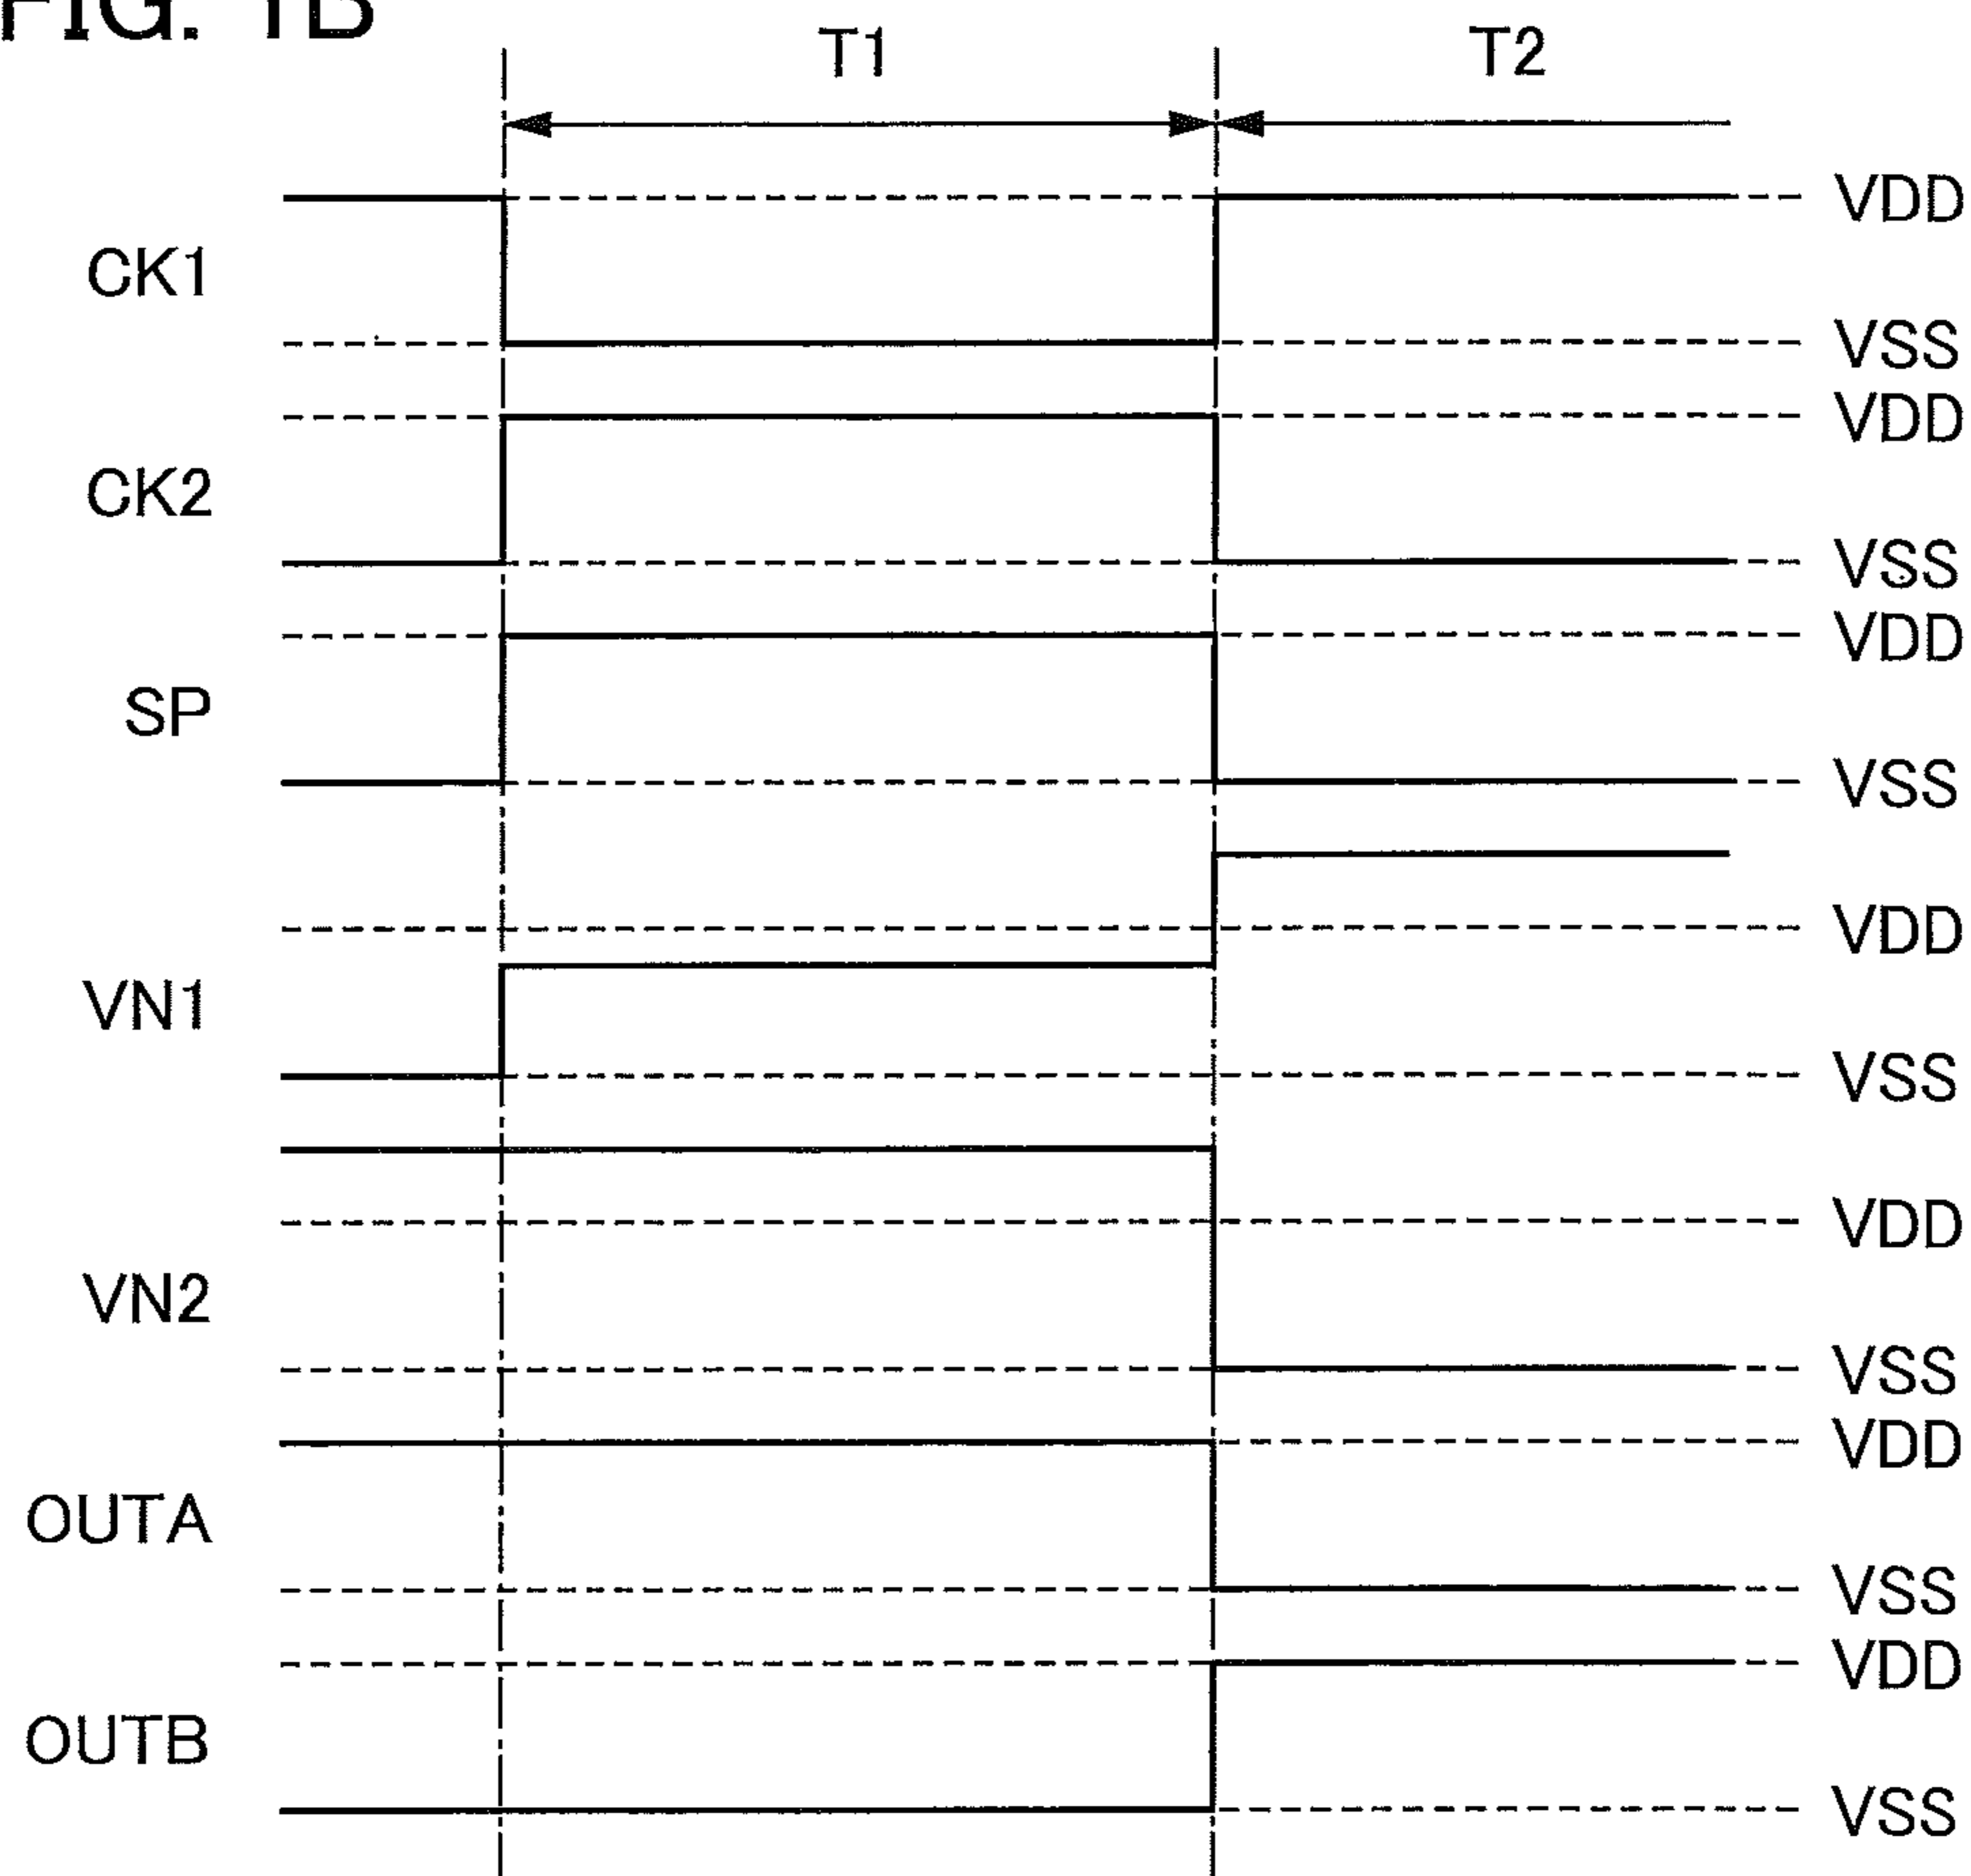 FIG. 1B
T1 T2
VDD
CK1
VSS
VDD
CK2
VSS
VDD
SP
VSS
VDD
VN1
VSS
VDD
VN2
VSS
VDD
OUTA
VSS
VDD
OUTB
VSS